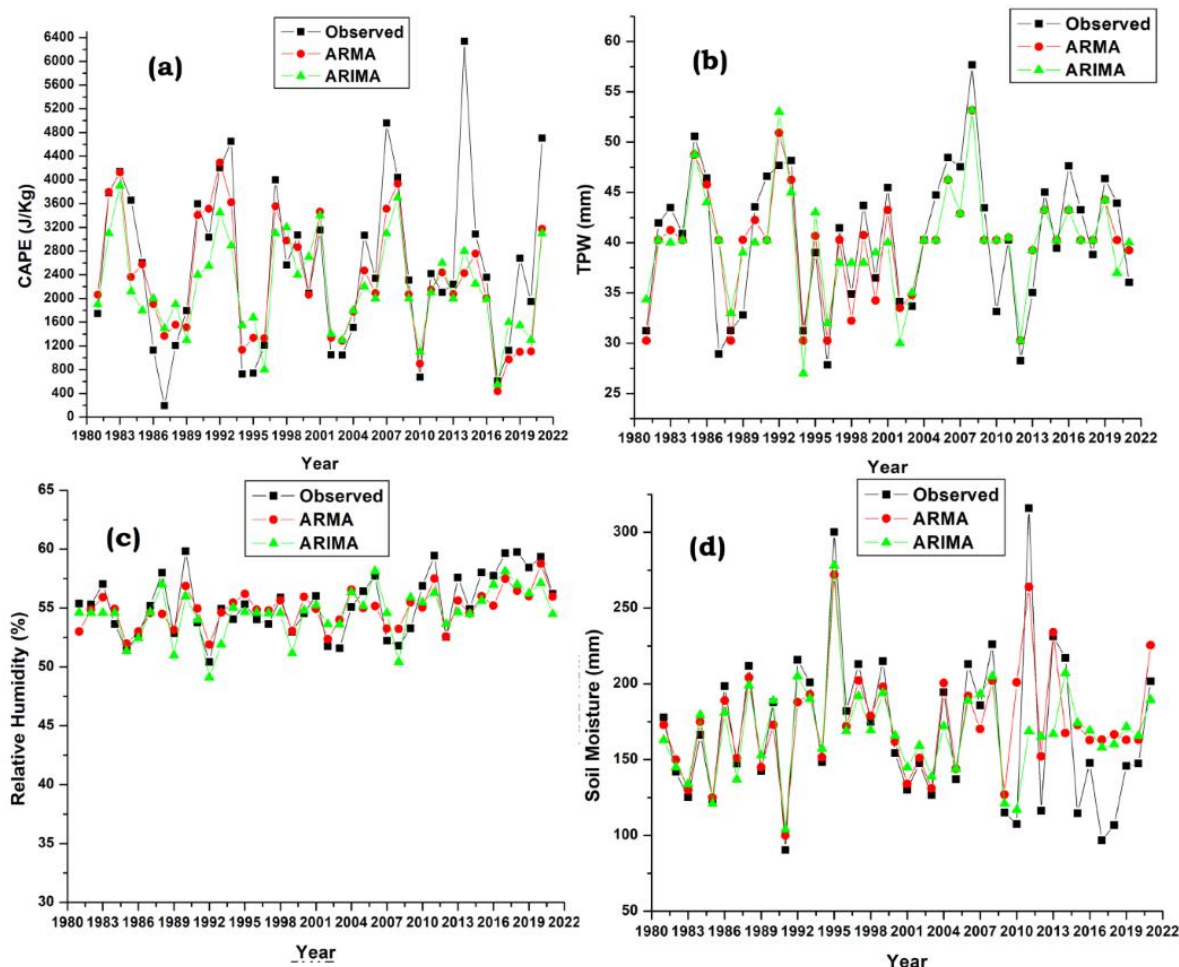 (a)
Observed
ARMA
ARIMA
CAPE (J/Kg)
6400
6000
5600
5200
4800
4400
4000
3600
3200
2800
2400
2000
1600
1200
800
400
0
1980 1983 1986 1989 1992 1995 1998 2001 2004 2007 2010 2013 2016 2019 2022
Year
(b)
Observed
ARMA
ARIMA
TPW (mm)
60
55
50
45
40
35
30
25
1980 1983 1986 1989 1992 1995 1998 2001 2004 2007 2010 2013 2016 2019 2022
Year
(c)
Observed
ARMA
ARIMA
Relative Humidity (%)
65
60
55
50
45
40
35
30
1980 1983 1986 1989 1992 1995 1998 2001 2004 2007 2010 2013 2016 2019 2022
Year
(d)
Observed
ARMA
ARIMA
Soil Moisture (mm)
300
250
200
150
100
50
1980 1983 1986 1989 1992 1995 1998 2001 2004 2007 2010 2013 2016 2019 2022
Year